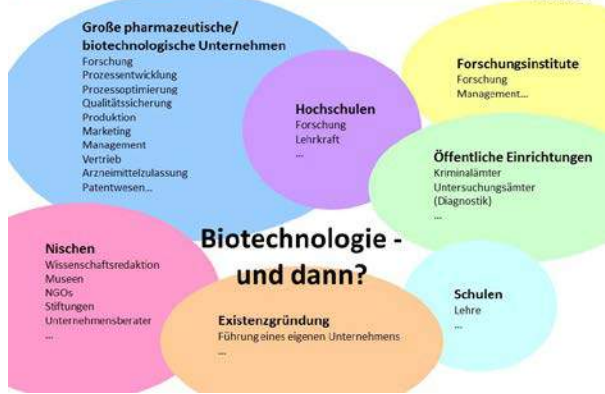 Große pharmazeutische/
biotechnologische Unternehmen
Forschung
Prozessentwicklung
Prozessoptimierung
Qualitätssicherung
Produktion
Marketing
Management
Vertrieb
Arzneimittelzulassung
Patentwesen...
Hochschulen
Forschung
Lehrkraft
...
Forschungsinstitute
Forschung
Management...
Öffentliche Einrichtungen
Kriminalämter
Untersuchungsämter
(Diagnostik)
...
Biotechnologie -
und dann?
Nischen
Wissenschaftsredaktion
Museen
NGOs
Stiftungen
Unternehmensberater
...
Existenzgründung
Führung eines eigenen Unternehmens
...
Schulen
Lehre
...